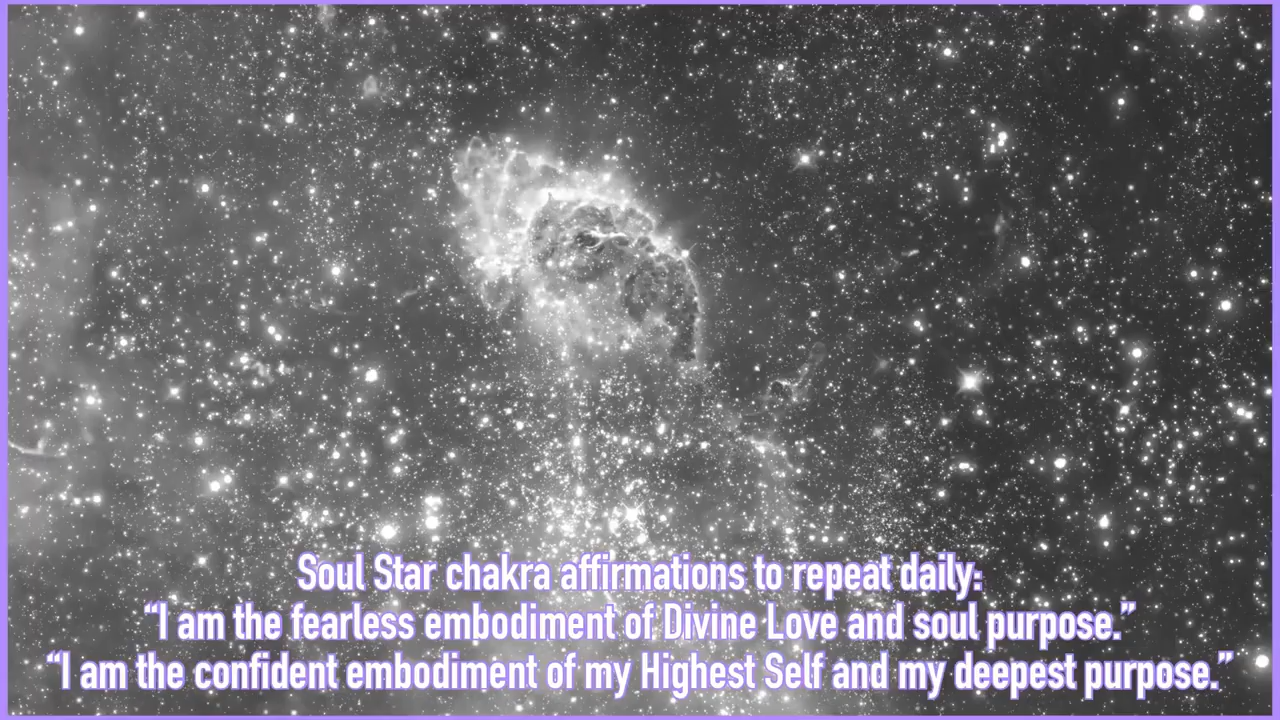 Soul Star chakra affirmations to repeat daily:
“I am the fearless embodiment of Divine Love and soul purpose.”
“I am the confident embodiment of my Highest Self and my deepest purpose.”